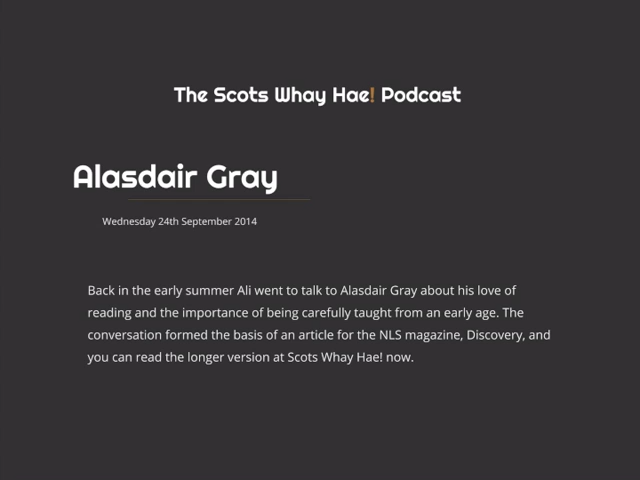 The Scots Whay Hae! Podcast
Alasdair Gray
Wednesday 24th September 2014
Back in the early summer Ali went to talk to Alasdair Gray about his love of
reading and the importance of being carefully taught from an early age. The
conversation formed the basis of an article for the NLS magazine, Discovery, and
you can read the longer version at Scots Whay Hae! now.